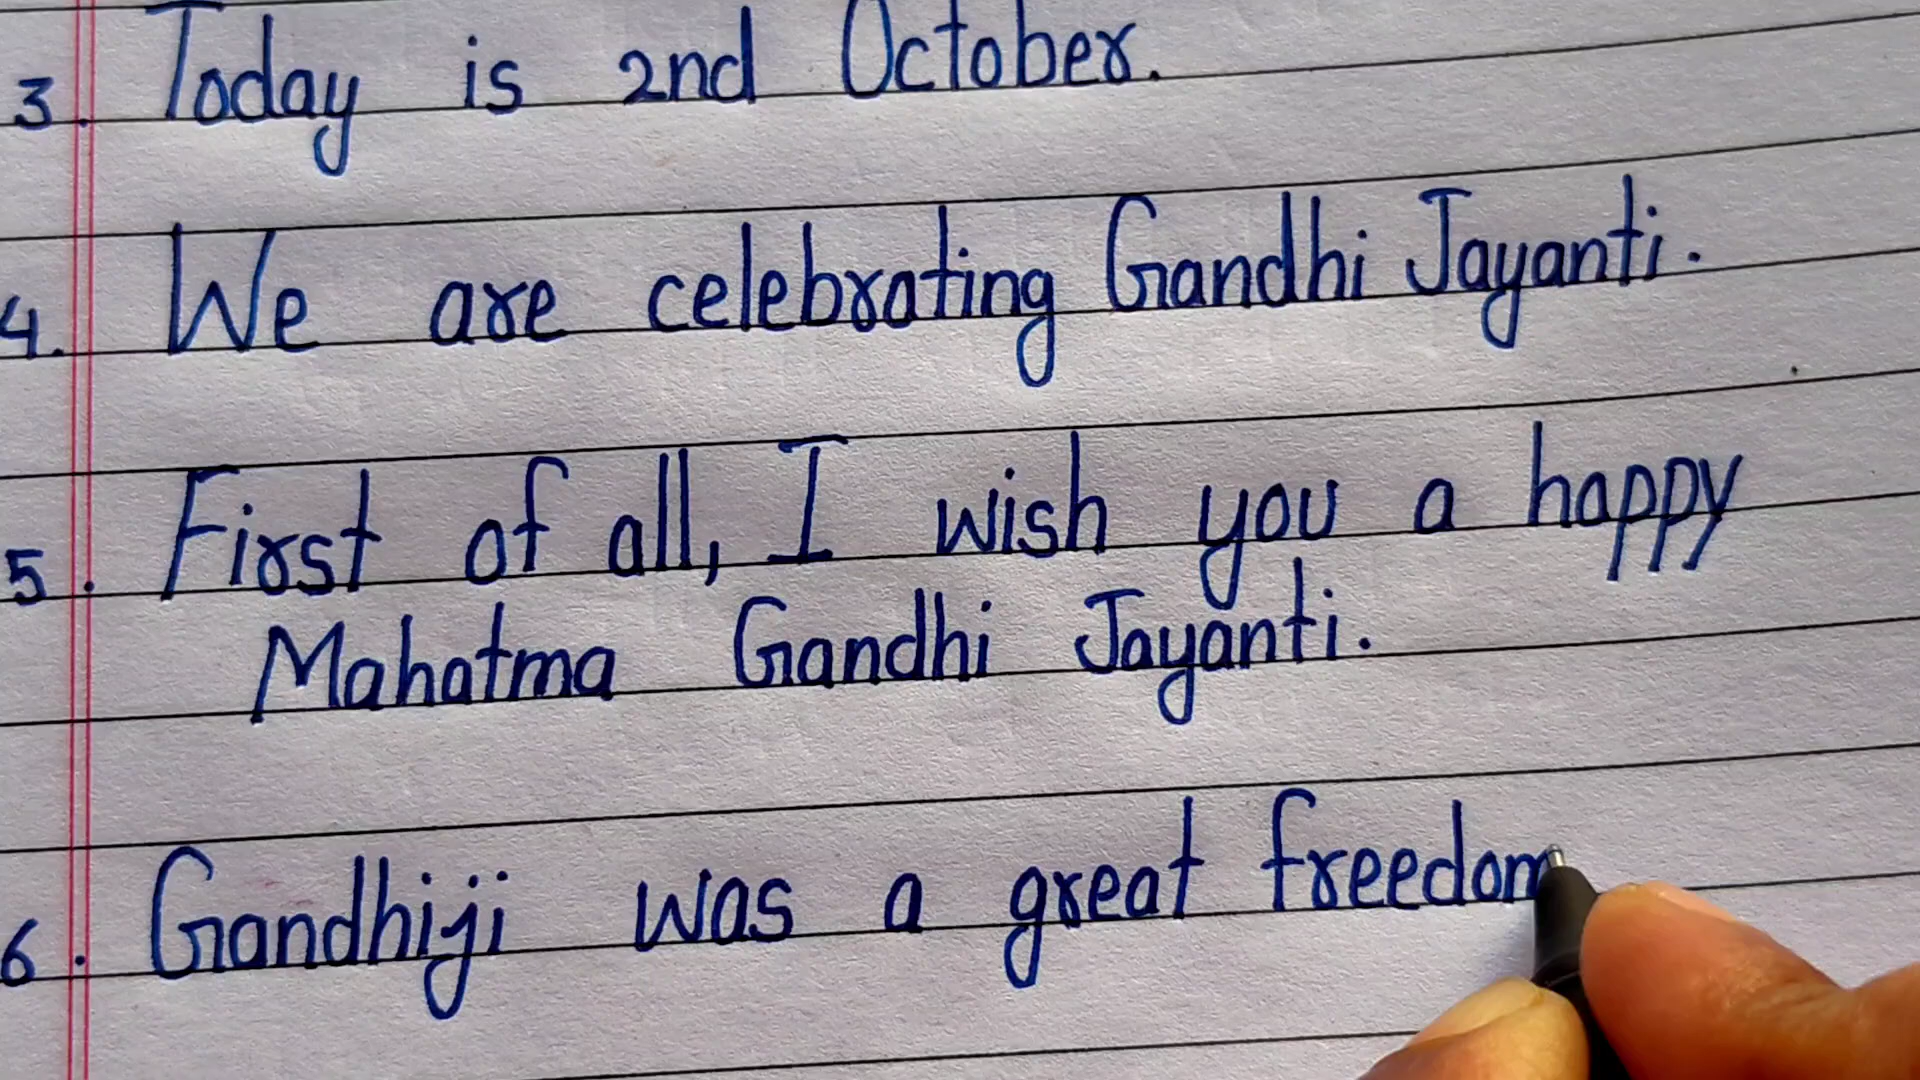 3. Today is 2nd October.
4. We are celebrating Gandhi Jayanti.
5. First of all, I wish you a happy
Mahatma Gandhi Jayanti.
6. Gandhiji was a great freedom